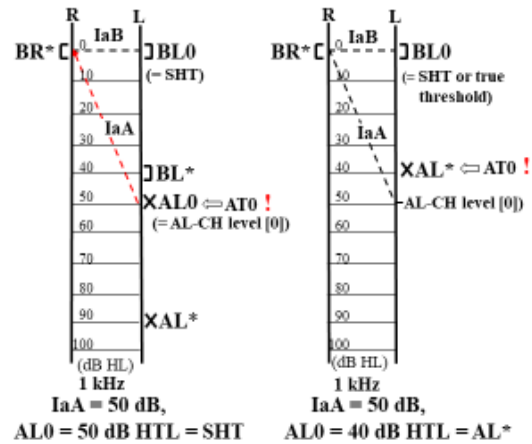 R L
IaB
BR* 0 BL0
(= SHT)
10
20
IaA
30
40 BL*
50 AL0 ⇐ AT0 !
(= AL-CH level [0])
60
70
80
90 AL*
100
(dB HL)
1 kHz
IaA = 50 dB,
AL0 = 50 dB HTL = SHT
R L
IaB
BR* 0 BL0
(= SHT or true
threshold)
10
20
30
IaA
40 AL* ⇐ AT0 !
50 AL-CH level [0]
60
70
80
90
100
(dB HL)
1 kHz
IaA = 50 dB,
AL0 = 40 dB HTL = AL*